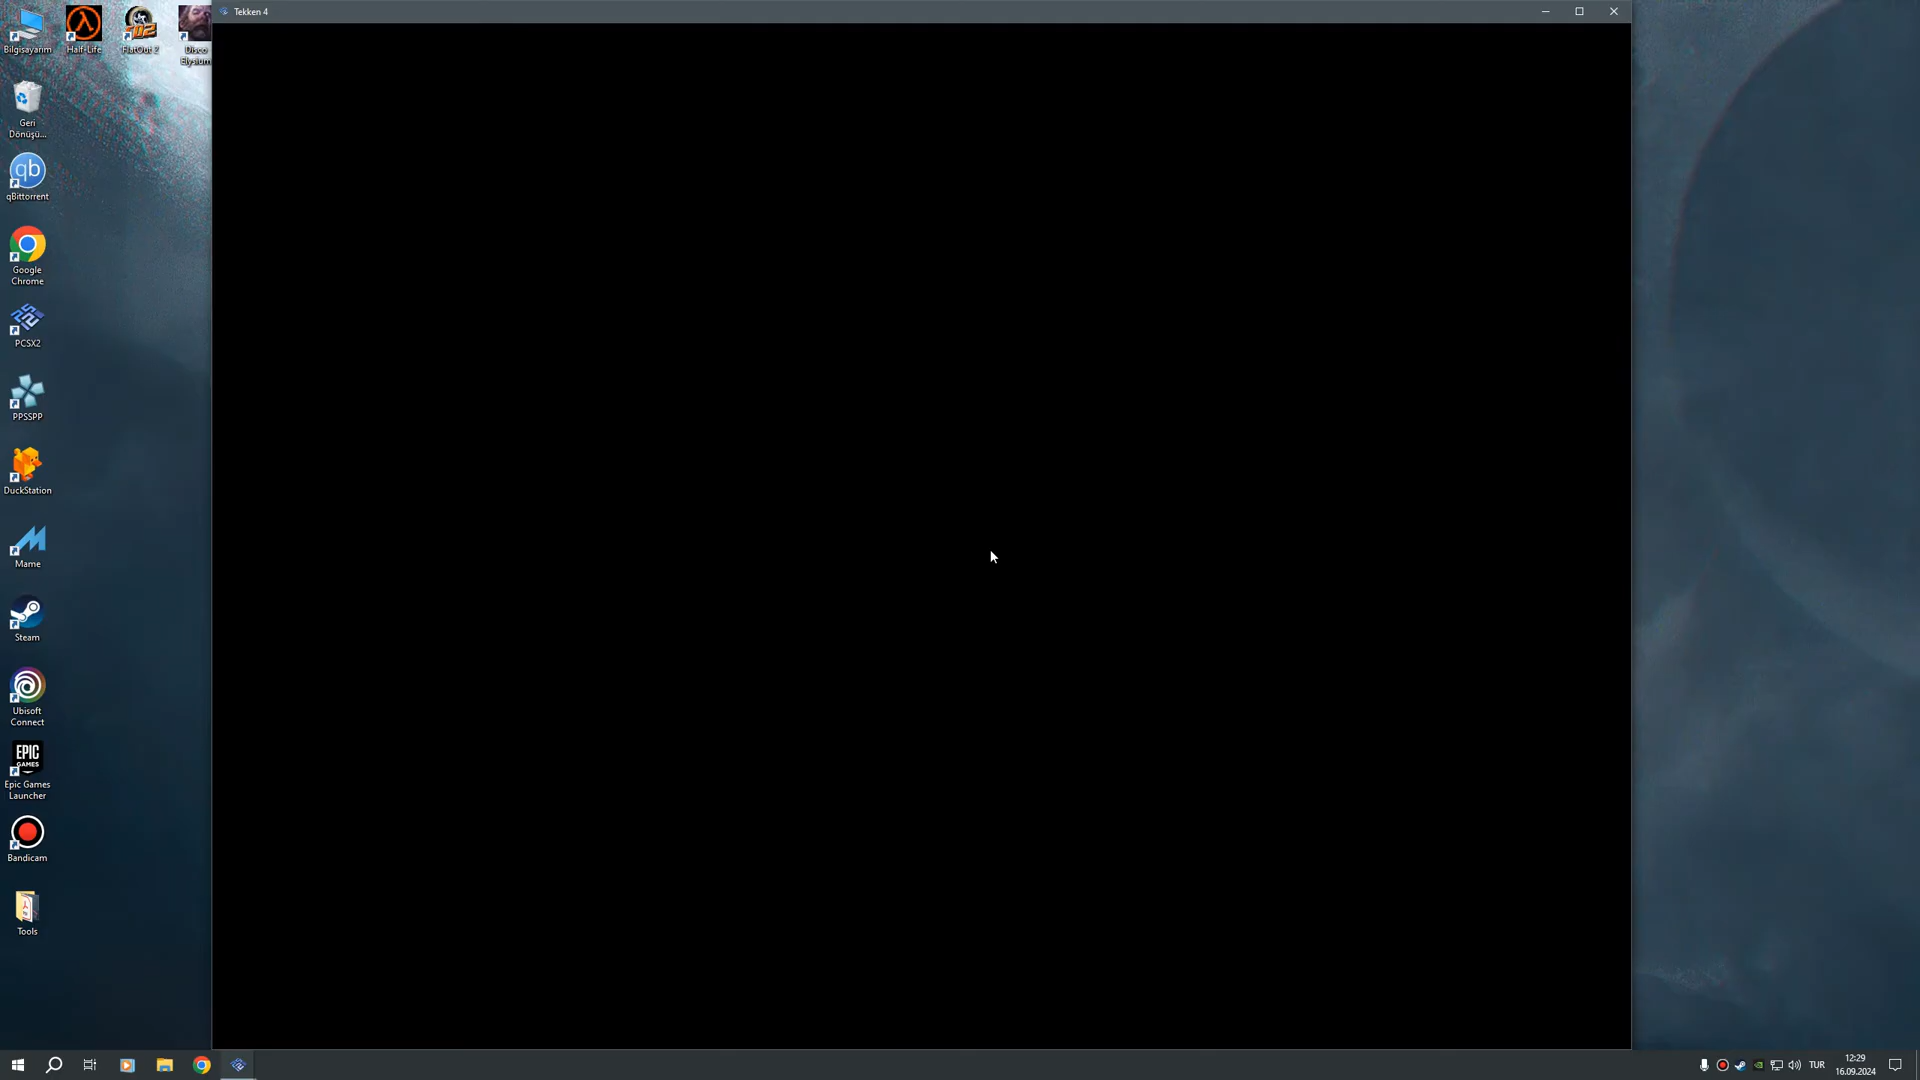 Tekken 4
Bilgisayarım
Half-Life
FlatOut 2
Disco
Elysium
Geri
Dönüşü...
qb
qBittorrent
Google
Chrome
PCSX2
PPSSPP
DuckStation
Mame
Steam
Ubisoft
Connect
EPIC
GAMES
Epic Games
Launcher
Bandicam
Tools
TUR
12:29
16.09.2024